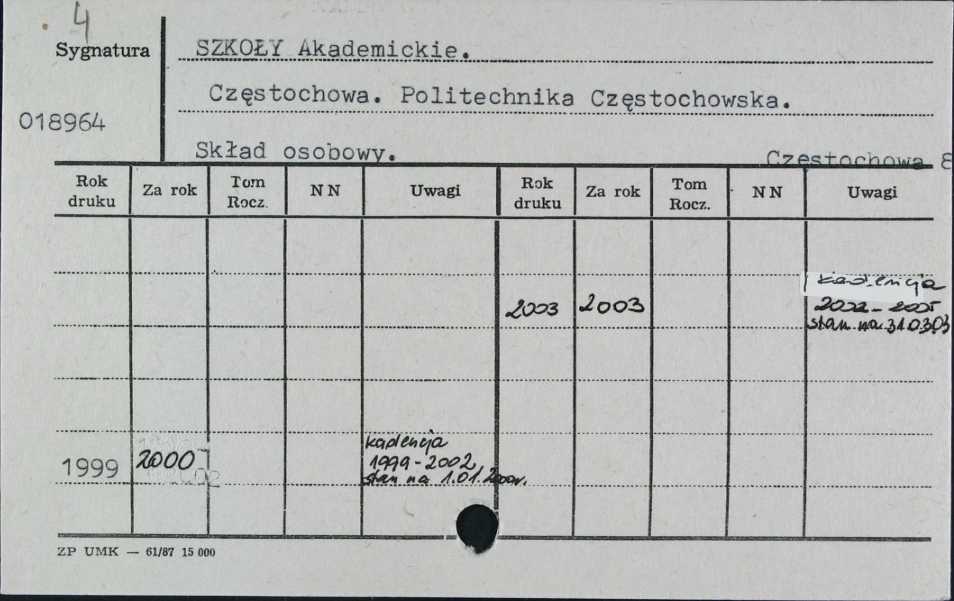 4
Sygnatura
SZKOŁY Akademickie.
Częstochowa. Politechnika Częstochowska.
018964
Skład osobowy. Częstochowa 8
Rok druku Za rok Tom Rocz. NN Uwagi Rok druku Za rok Tom Rocz. NN Uwagi
kadencja
2003 2003 2002-2005
stan na 31.03.03
kadencja
1999 2000 1999-2002
stan na 1.01.2000r.
ZP UMK — 61/87 15 000